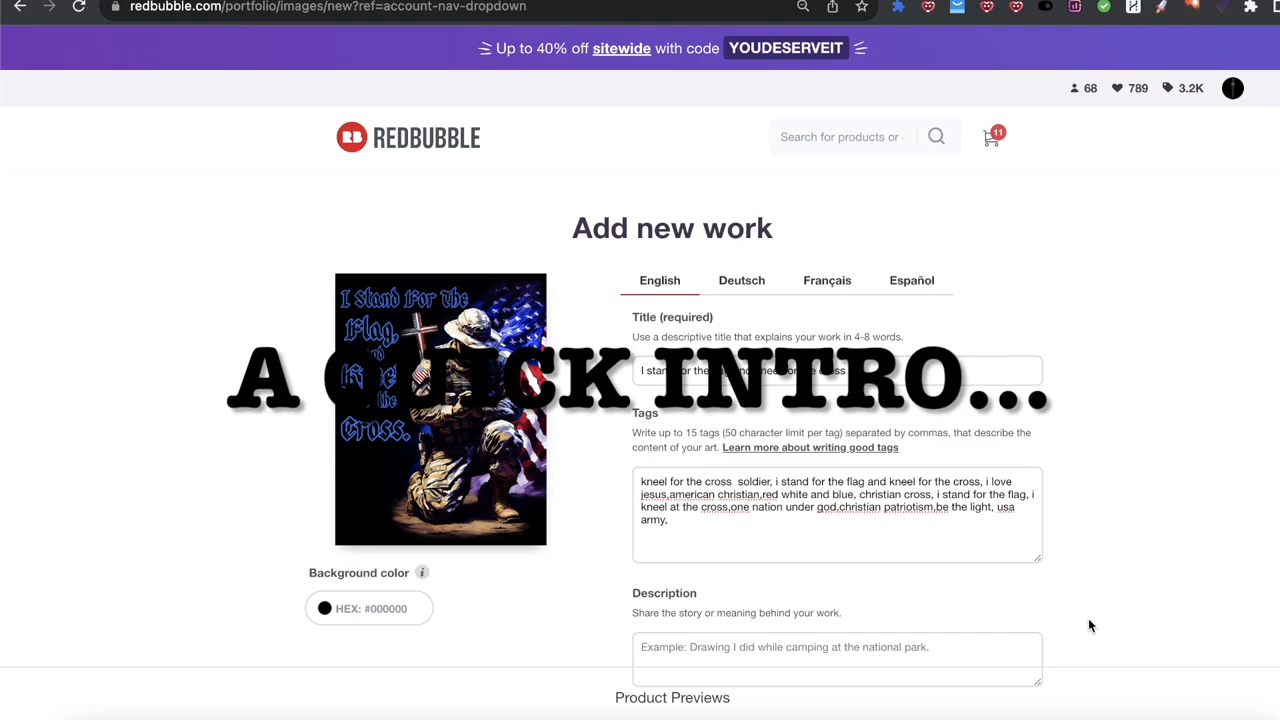 redbubble.com/portfolio/images/new?ref=account-nav-dropdown
Up to 40% off sitewide with code YOUDESERVEIT
68 789 3.2K
RB REDBUBBLE
Search for products or
11
Add new work
English Deutsch Français Español
Title (required)
Use a descriptive title that explains your work in 4-8 words.
I stand for the
I Stand For The
Flag,
the
Cross.
A QUICK INTRO...
Tags
Write up to 15 tags (50 character limit per tag) separated by commas, that describe the
content of your art. Learn more about writing good tags
kneel for the cross  soldier, i stand for the flag and kneel for the cross, i love
jesus,american christian,red white and blue, christian cross, i stand for the flag, i
kneel at the cross,one nation under god,christian patriotism,be the light, usa
army,
Background color i
HEX: #000000
Description
Share the story or meaning behind your work.
Example: Drawing I did while camping at the national park.
Product Previews